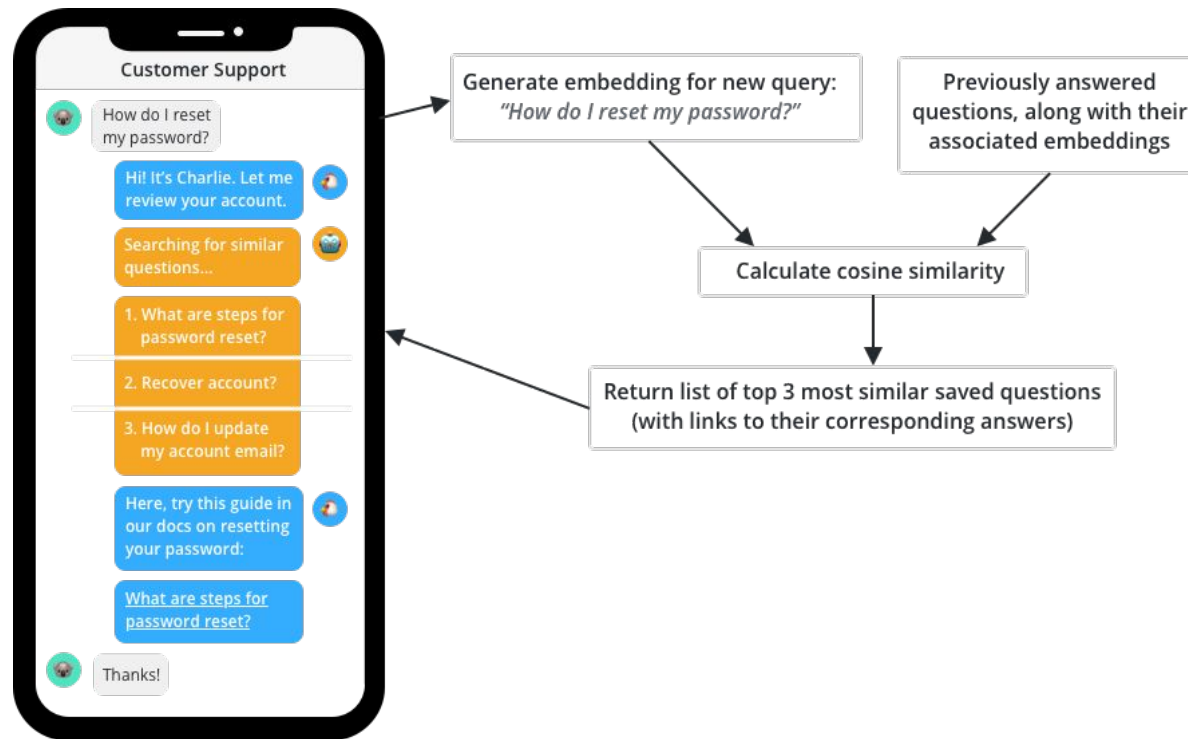 Customer Support
How do I reset
my password?
Hi! It's Charlie. Let me
review your account.
Searching for similar
questions...
1. What are steps for
password reset?
2. Recover account?
3. How do I update
my account email?
Here, try this guide in
our docs on resetting
your password:
What are steps for
password reset?
Thanks!
Generate embedding for new query:
“How do I reset my password?”
Previously answered
questions, along with their
associated embeddings
Calculate cosine similarity
Return list of top 3 most similar saved questions
(with links to their corresponding answers)